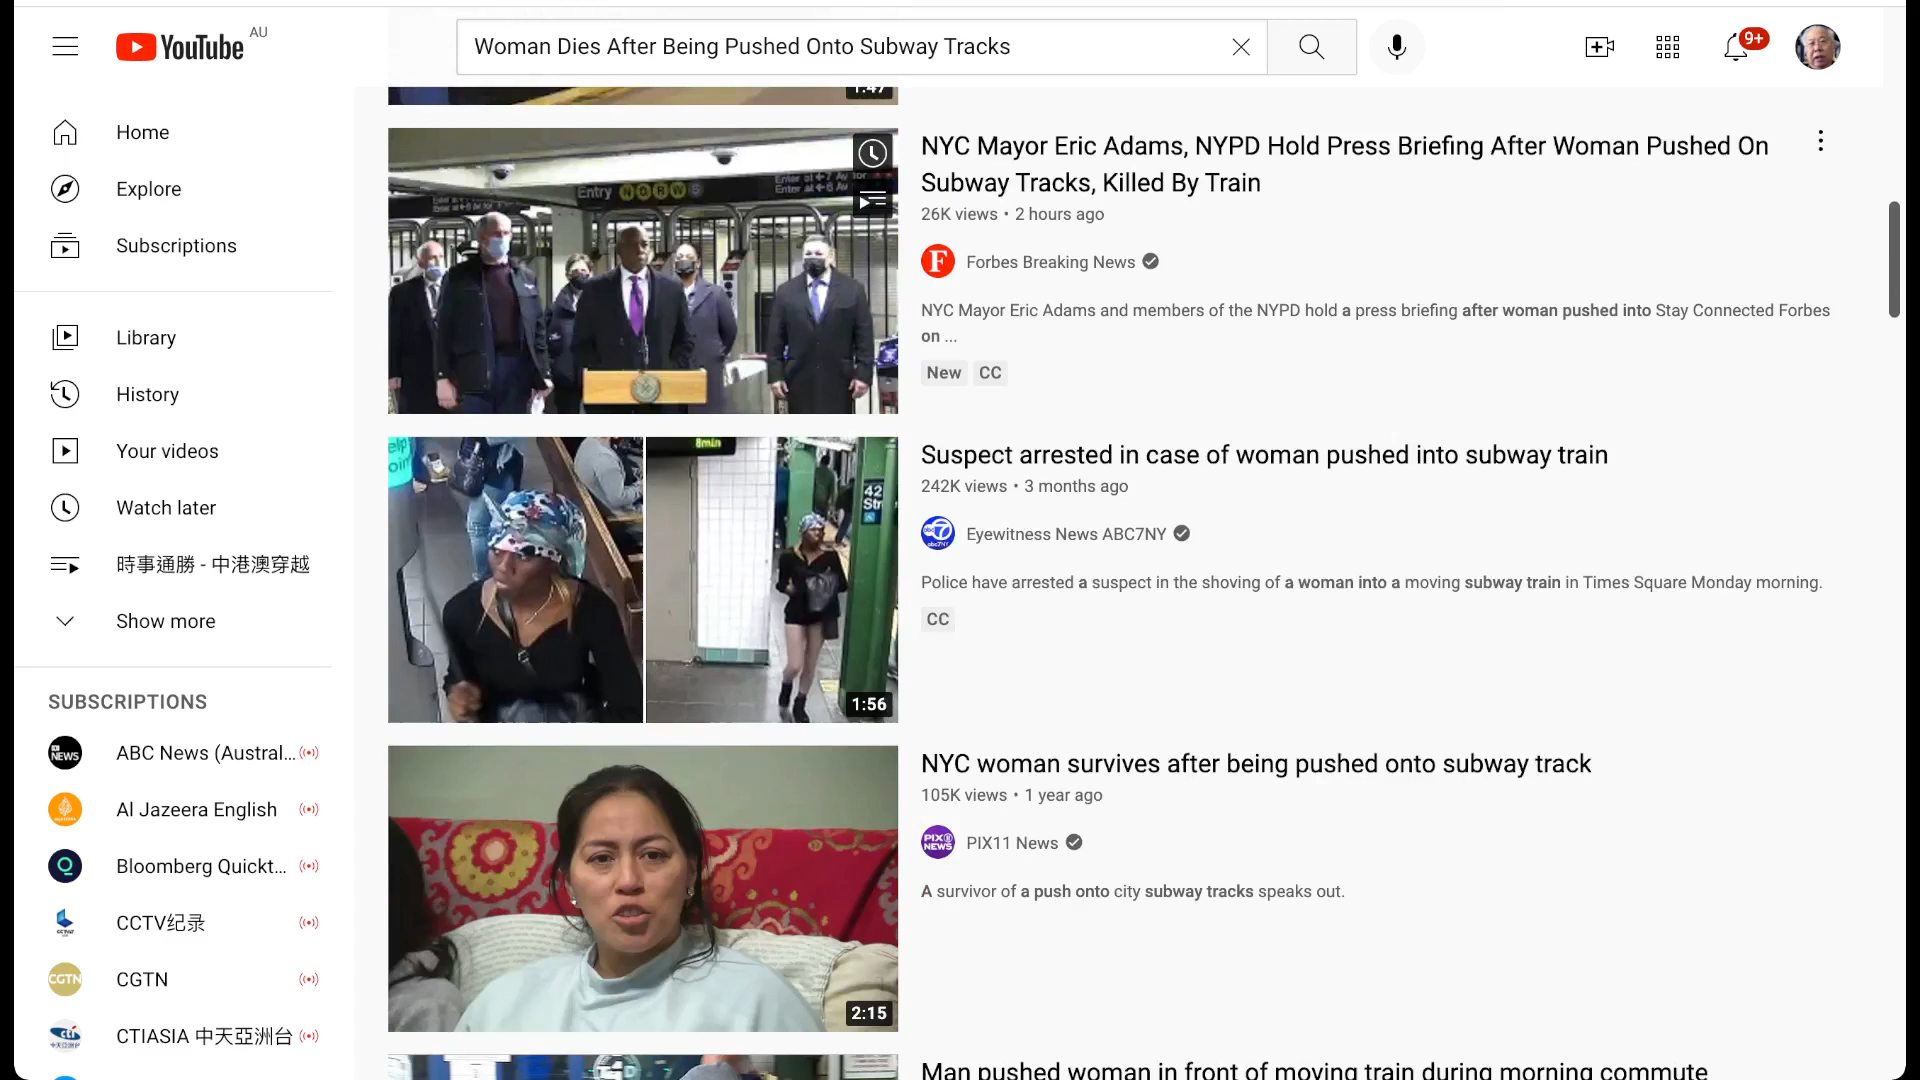 YouTube
AU
Woman Dies After Being Pushed Onto Subway Tracks
9+
Home
Explore
Subscriptions
Library
History
Your videos
Watch later
時事通勝 - 中港澳穿越
Show more
SUBSCRIPTIONS
ABC News (Austral...
Al Jazeera English
Bloomberg Quickt...
CCTV纪录
CGTN
CTIASIA 中天亞洲台
1:47
Entry N Q R W S
NYC Mayor Eric Adams, NYPD Hold Press Briefing After Woman Pushed On
Subway Tracks, Killed By Train
26K views • 2 hours ago
F
Forbes Breaking News
NYC Mayor Eric Adams and members of the NYPD hold a press briefing after woman pushed into Stay Connected Forbes
on ...
New CC
8min
42
Str
1:56
Suspect arrested in case of woman pushed into subway train
242K views • 3 months ago
Eyewitness News ABC7NY
Police have arrested a suspect in the shoving of a woman into a moving subway train in Times Square Monday morning.
CC
2:15
NYC woman survives after being pushed onto subway track
105K views • 1 year ago
PIX11 NEWS
PIX11 News
A survivor of a push onto city subway tracks speaks out.
Man pushed woman in front of moving train during morning commute